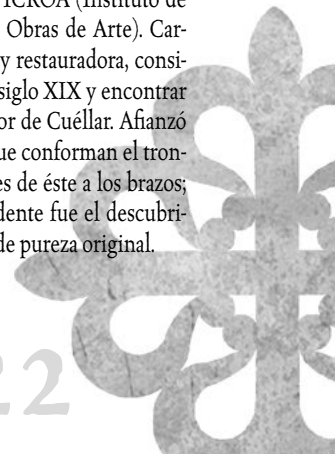 ICROA (Instituto de
Obras de Arte). Car-
y restauradora, consi-
siglo XIX y encontrar
or de Cuéllar. Afianzó
ue conforman el tron-
es de éste a los brazos;
dente fue el descubri-
de pureza original.
22